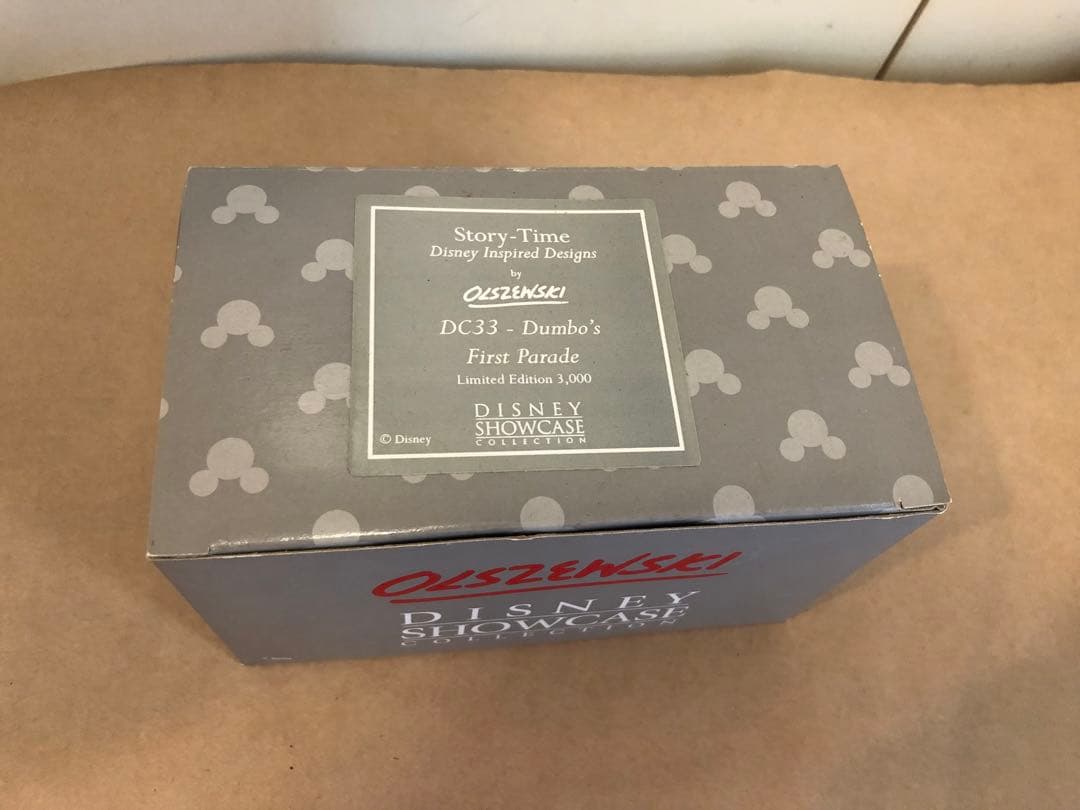 Story-Time
Disney Inspired Designs
by
OLSZEWSKI
DC33 - Dumbo's
First Parade
Limited Edition 3,000
DISNEY
SHOWCASE
COLLECTION
© Disney
OLSZEWSKI
DISNEY
SHOWCASE
COLLECTION